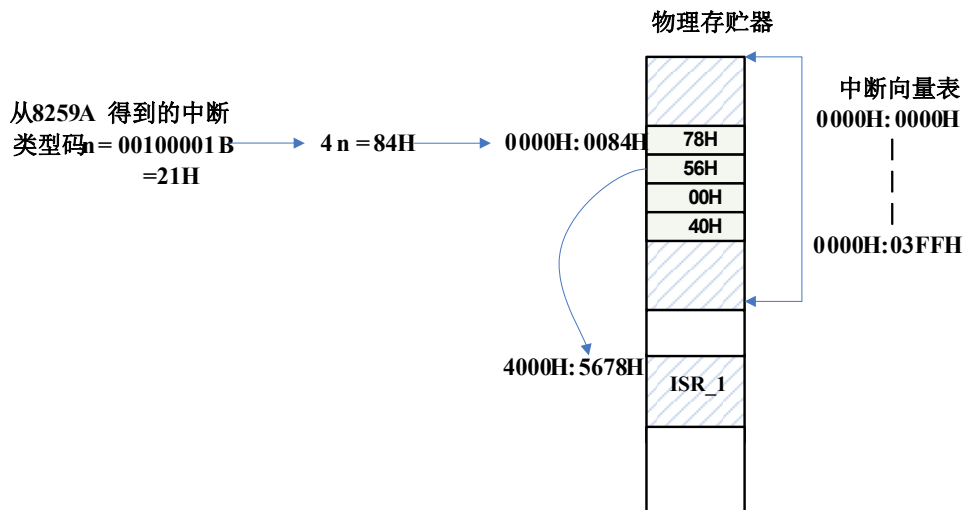 物理存贮器
从8259A 得到的中断
类型码n = 00100001 B
=21H
4 n = 84H
0000H:0084H
78H
56H
00H
40H
中断向量表
0000H:0000H
0000H:03FFH
4000H:5678H
ISR_1